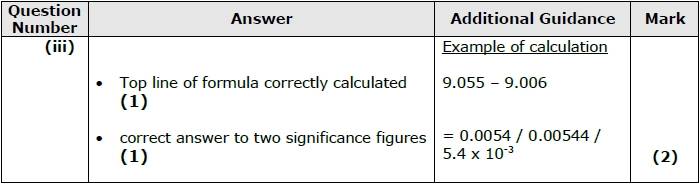 Question Number
Answer
Additional Guidance
Mark
(iii)
Example of calculation
• Top line of formula correctly calculated
(1)
9.055 – 9.006
• correct answer to two significance figures
(1)
= 0.0054 / 0.00544 /
5.4 x 10⁻³
(2)